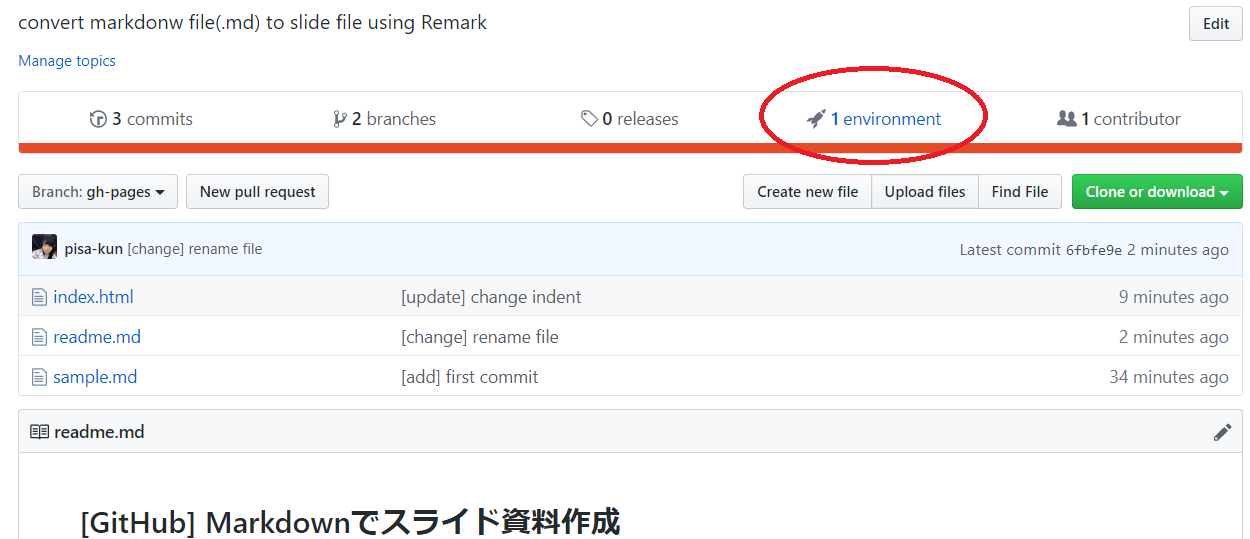 convert markdonw file(.md) to slide file using Remark
Edit
Manage topics
3 commits
2 branches
0 releases
1 environment
1 contributor
Branch: gh-pages
New pull request
Create new file
Upload files
Find File
Clone or download
pisa-kun [change] rename file
Latest commit 6fbfe9e 2 minutes ago
index.html [update] change indent 9 minutes ago
readme.md [change] rename file 2 minutes ago
sample.md [add] first commit 34 minutes ago
readme.md
[GitHub] Markdownでスライド資料作成